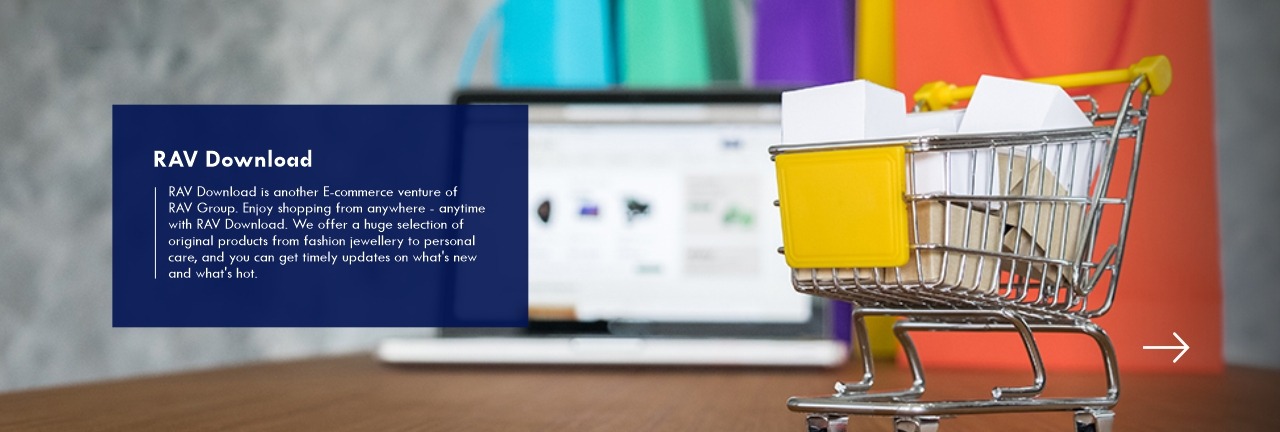 RAV Download
RAV Download is another E-commerce venture of
RAV Group. Enjoy shopping from anywhere - anytime
with RAV Download. We offer a huge selection of
original products from fashion jewellery to personal
care, and you can get timely updates on what's new
and what's hot.